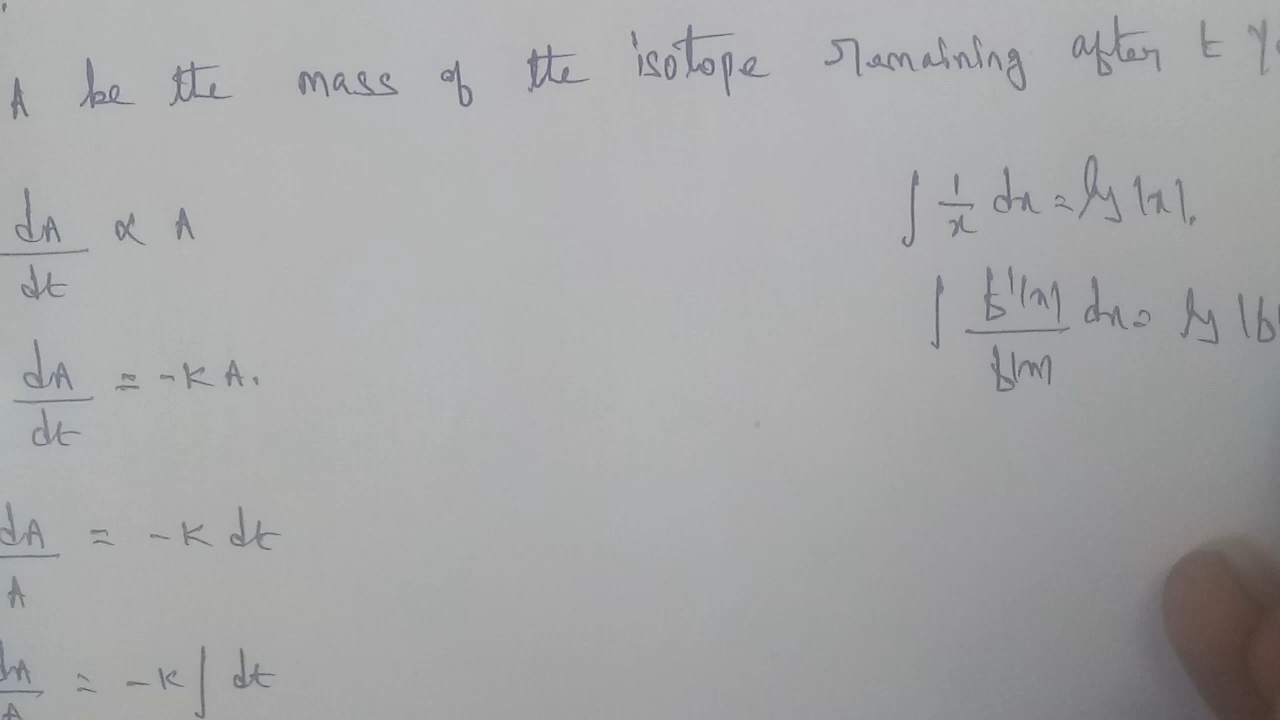 A be the mass of the isotope remaining after t
dA/dt ∝ A
∫ 1/x dx = log |x|.
∫ f'(x)/f(x) dx = log |f
dA/dt = -K A.
dA/A = -K dt
dA/A = -K ∫ dt